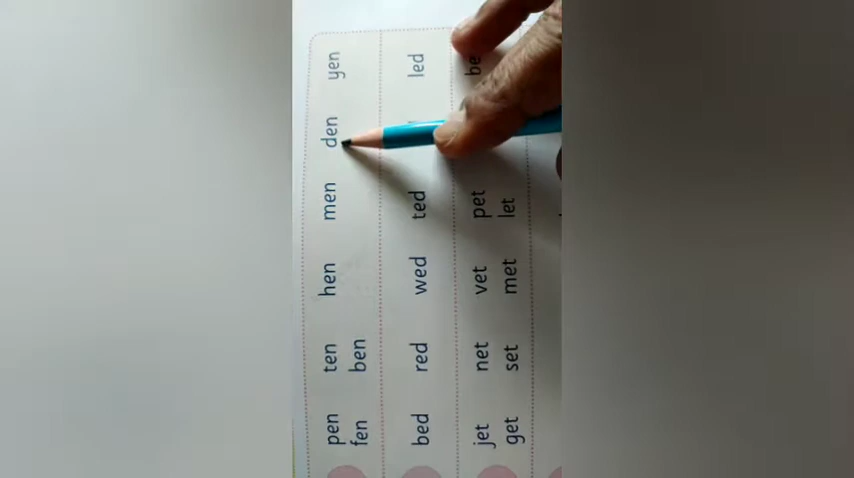 pen ten hen men den yen
fen ben
bed red wed ted led
jet net vet pet
get set met let